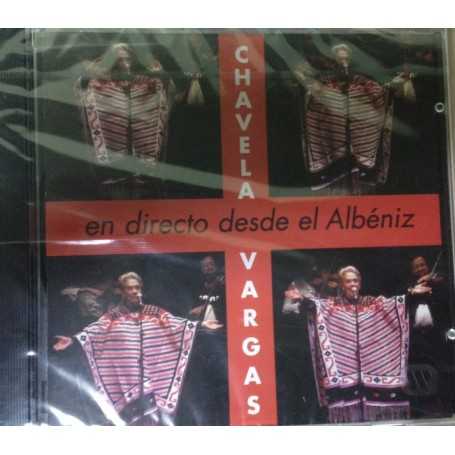 CHAVELA
en directo desde el Albéniz
VARGAS